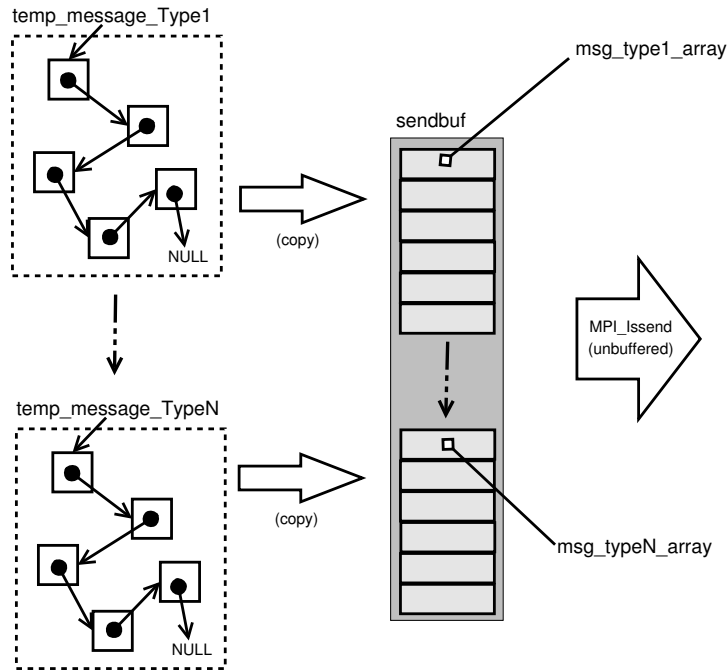 temp_message_Type1
msg_type1_array
sendbuf
(copy)
NULL
MPI_Issend
(unbuffered)
temp_message_TypeN
(copy)
msg_typeN_array
NULL